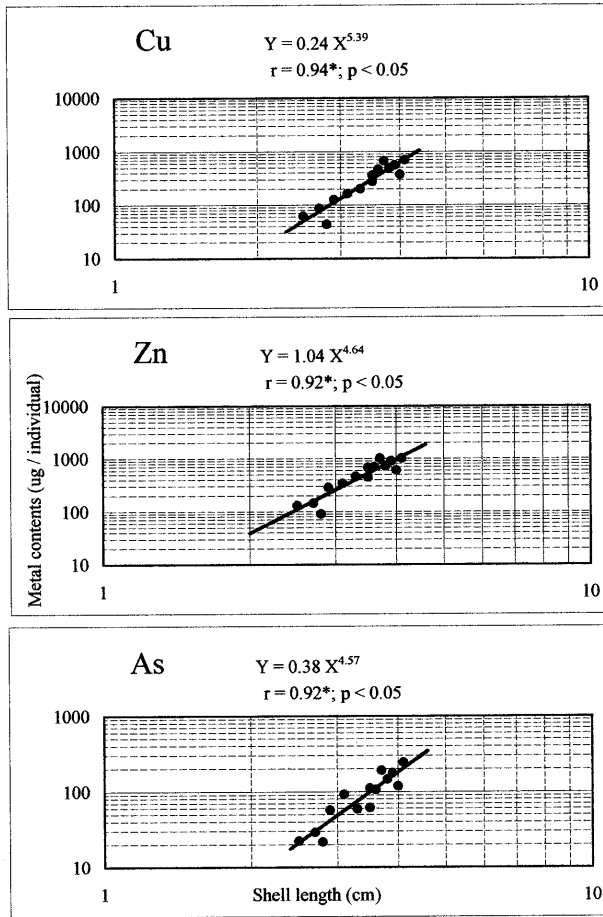 Cu
Y = 0.24 X^5.39
r = 0.94*; p < 0.05
10000
1000
100
10
1
10
Zn
Y = 1.04 X^4.64
r = 0.92*; p < 0.05
Metal contents (ug / individual)
10000
1000
100
10
1
10
As
Y = 0.38 X^4.57
r = 0.92*; p < 0.05
1000
100
10
1
Shell length (cm)
10